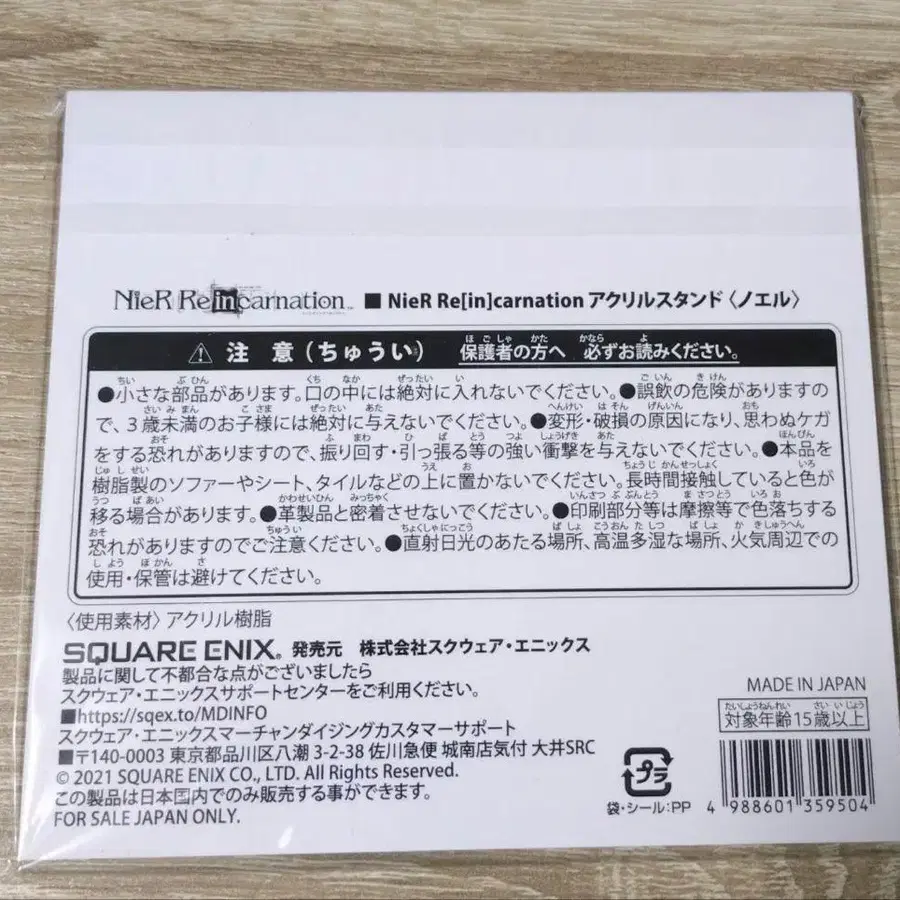 NieR Re[in]carnation™ ■ NieR Re[in]carnation アクリルスタンド〈ノエル〉
⚠ 注 意(ちゅうい) 保護者の方へ 必ずお読みください。
●小さな部品があります。口の中には絶対に入れないでください。●誤飲の危険がありますの
で、3歳未満のお子様には絶対に与えないでください。●変形・破損の原因になり、思わぬケガ
をする恐れがありますので、振り回す・引っ張る等の強い衝撃を与えないでください。●本品を
樹脂製のソファーやシート、タイルなどの上に置かないでください。長時間接触していると色が
移る場合があります。●革製品と密着させないでください。●印刷部分等は摩擦等で色落ちする
恐れがありますのでご注意ください。●直射日光のあたる場所、高温多湿な場所、火気周辺での
使用・保管は避けてください。
〈使用素材〉アクリル樹脂
SQUARE ENIX® 発売元 株式会社スクウェア・エニックス
製品に関して不都合な点がございましたら
スクウェア・エニックスサポートセンターをご利用ください。
■https://sqex.to/MDINFO
スクウェア・エニックスマーチャンダイジングカスタマーサポート
■〒140-0003 東京都品川区八潮 3-2-38 佐川急便 城南店気付 大井SRC
© 2021 SQUARE ENIX CO., LTD. All Rights Reserved.
この製品は日本国内でのみ販売する事ができます。
FOR SALE JAPAN ONLY.
MADE IN JAPAN
対象年齢15歳以上
プラ
袋・シール:PP
4 988601 359504